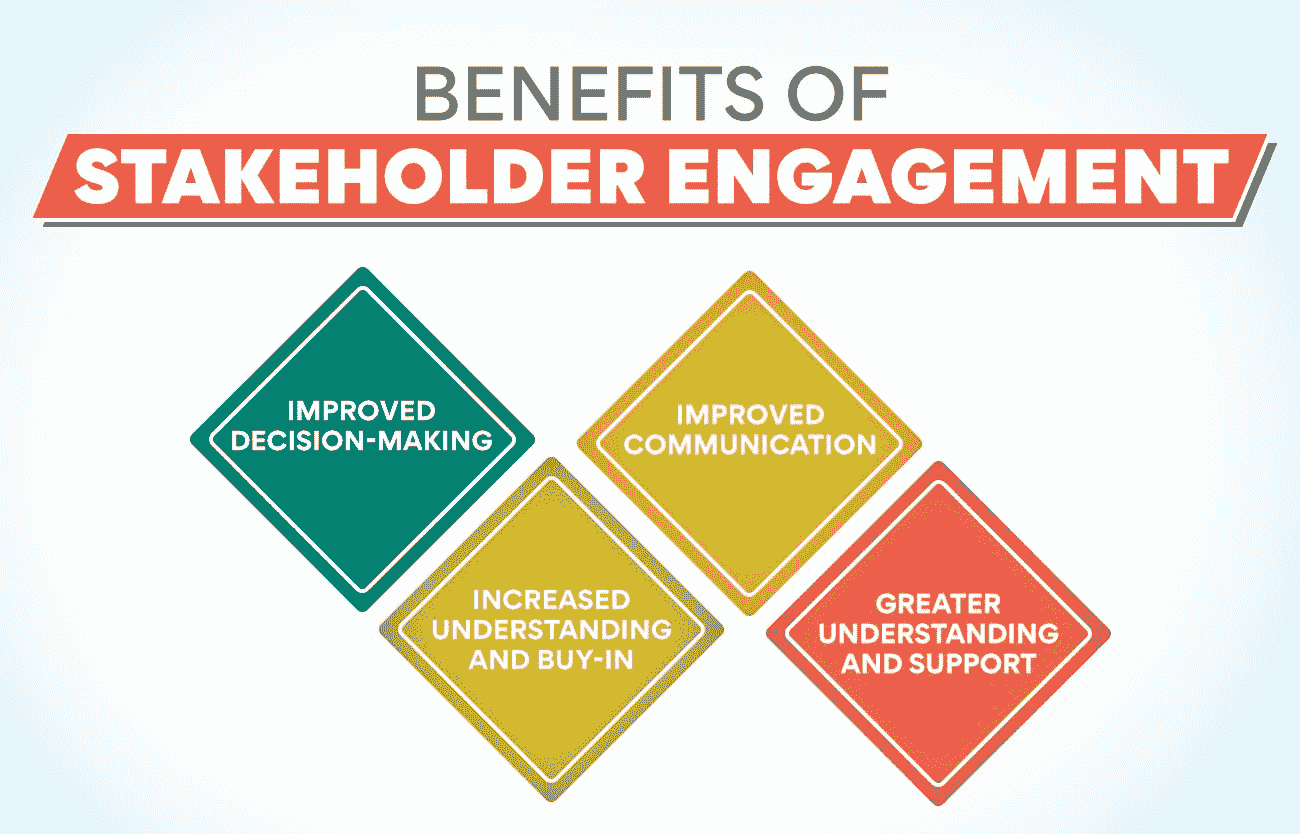 BENEFITS OF
STAKEHOLDER ENGAGEMENT
IMPROVED
DECISION-MAKING
IMPROVED
COMMUNICATION
INCREASED
UNDERSTANDING
AND BUY-IN
GREATER
UNDERSTANDING
AND SUPPORT